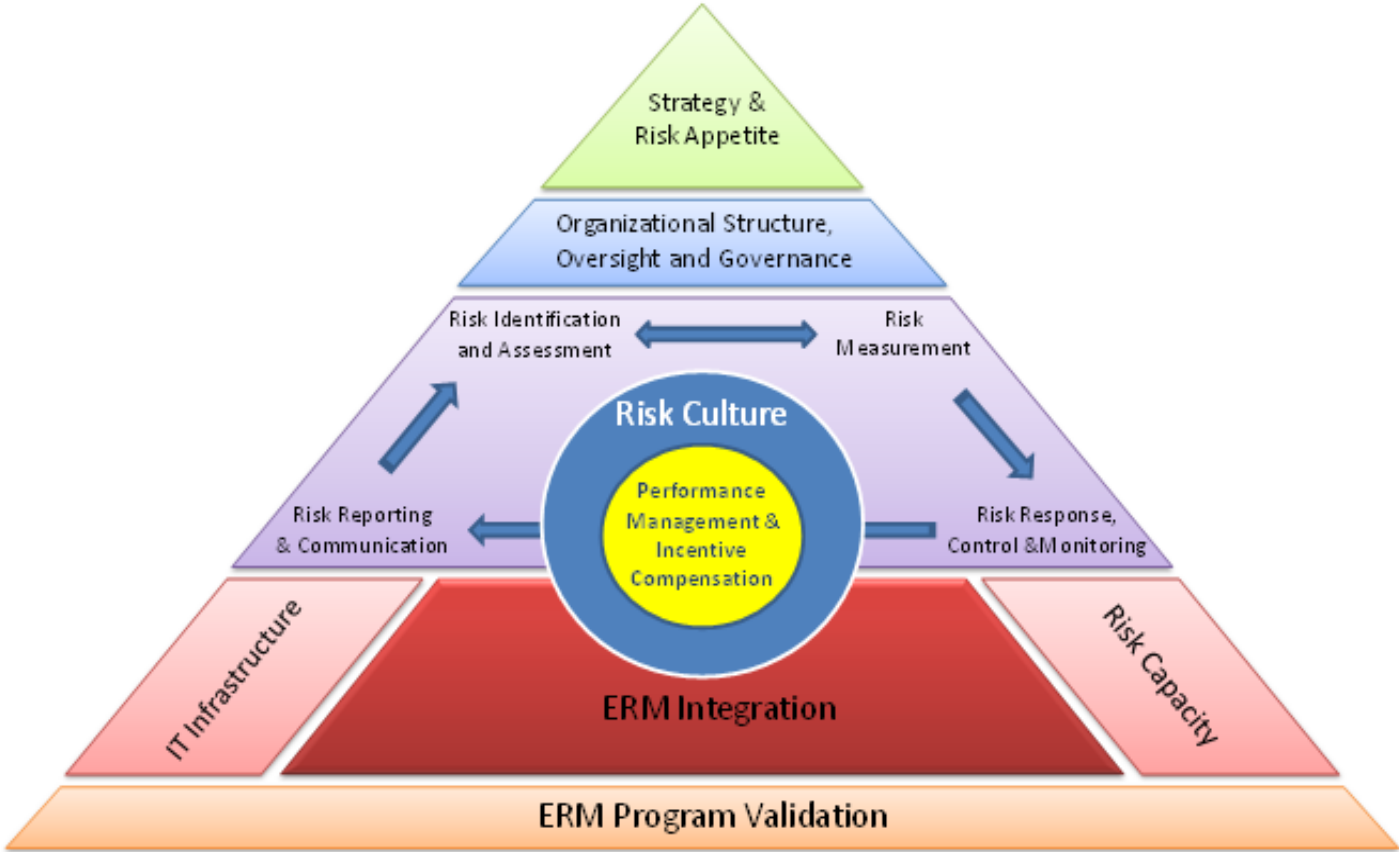 Strategy &
Risk Appetite
Organizational Structure,
Oversight and Governance
Risk Identification
and Assessment
Risk
Measurement
Risk Culture
Performance
Management &
Incentive
Compensation
Risk Reporting
& Communication
Risk Response,
Control &Monitoring
IT Infrastructure
ERM Integration
Risk Capacity
ERM Program Validation